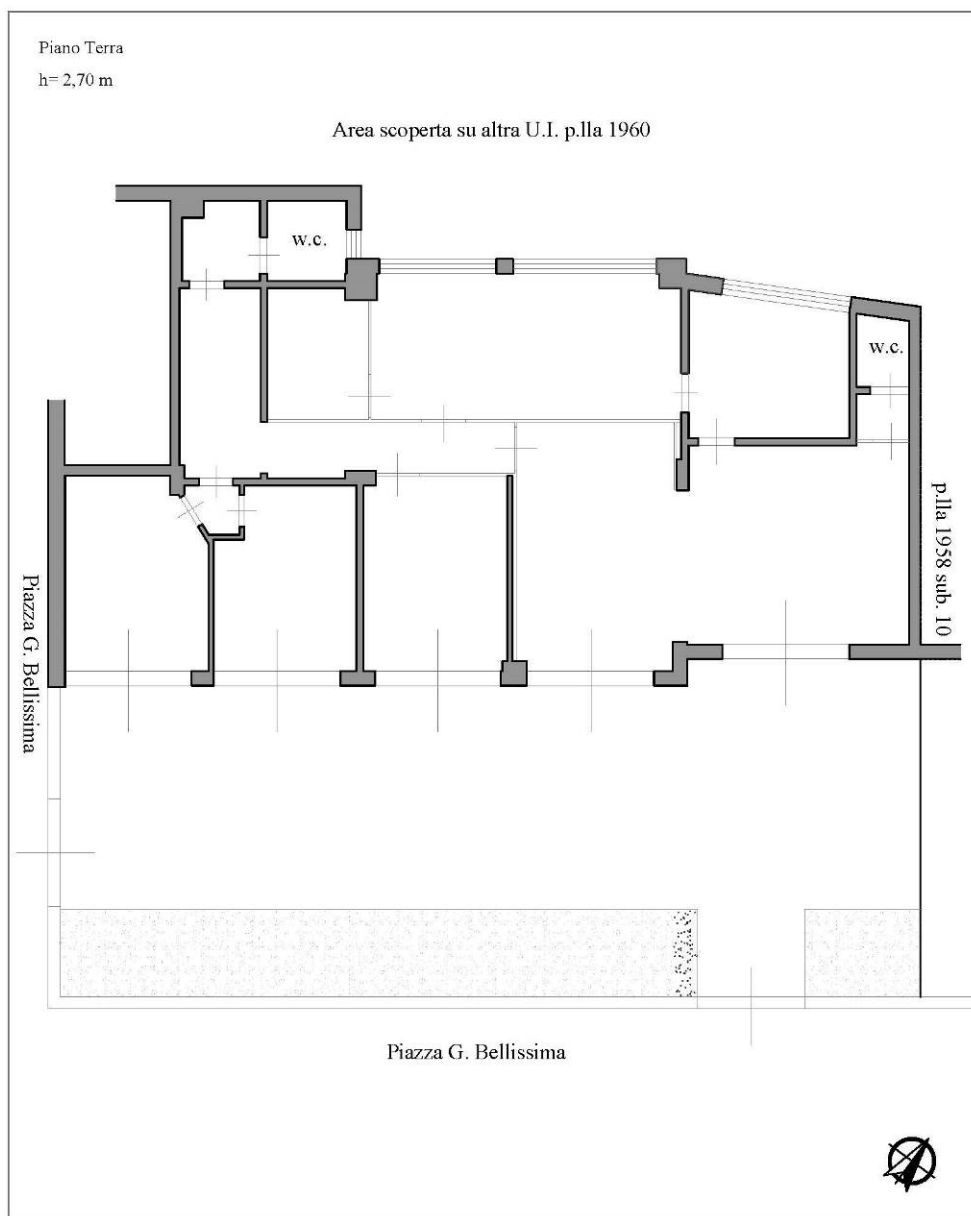 Piano Terra
h= 2,70 m
Area scoperta su altra U.I. p.lla 1960
w.c.
w.c.
p.lla 1958 sub. 10
Piazza G. Bellissima
Piazza G. Bellissima